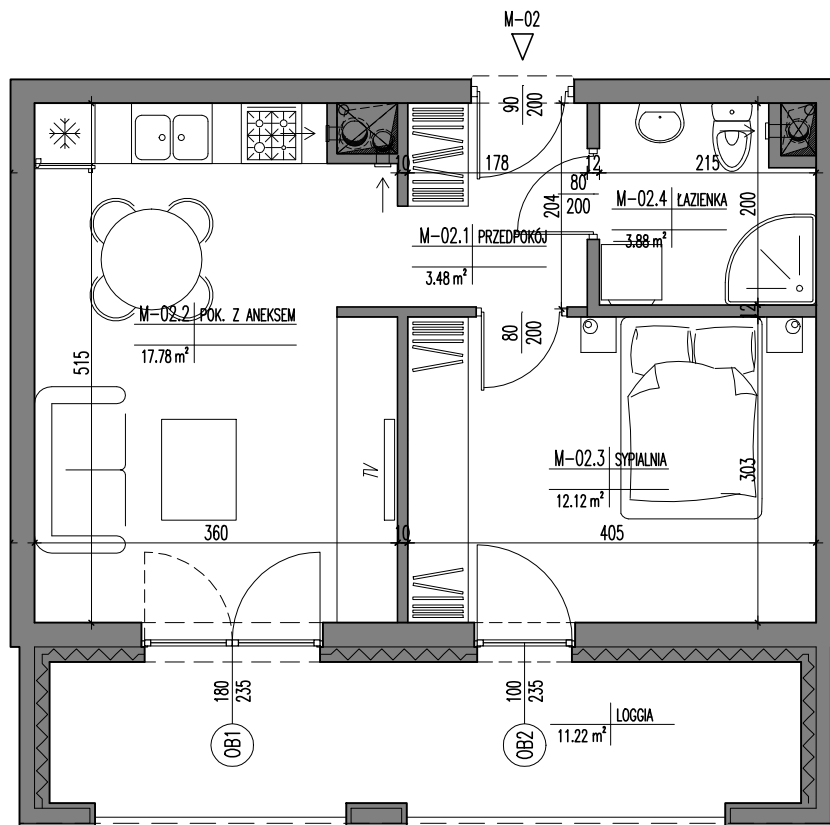 M-02
90
200
10
178
12
215
80
200
204
200
M-02.4 ŁAZIENKA
3.88 m²
M-02.1 PRZEDPOKÓJ
3.48 m²
M-02.2 POK. Z ANEKSEM
17.78 m²
12
80
200
515
TV
M-02.3 SYPIALNIA
12.12 m²
303
360
10
405
180
235
100
235
LOGGIA
11.22 m²
OB1
OB2